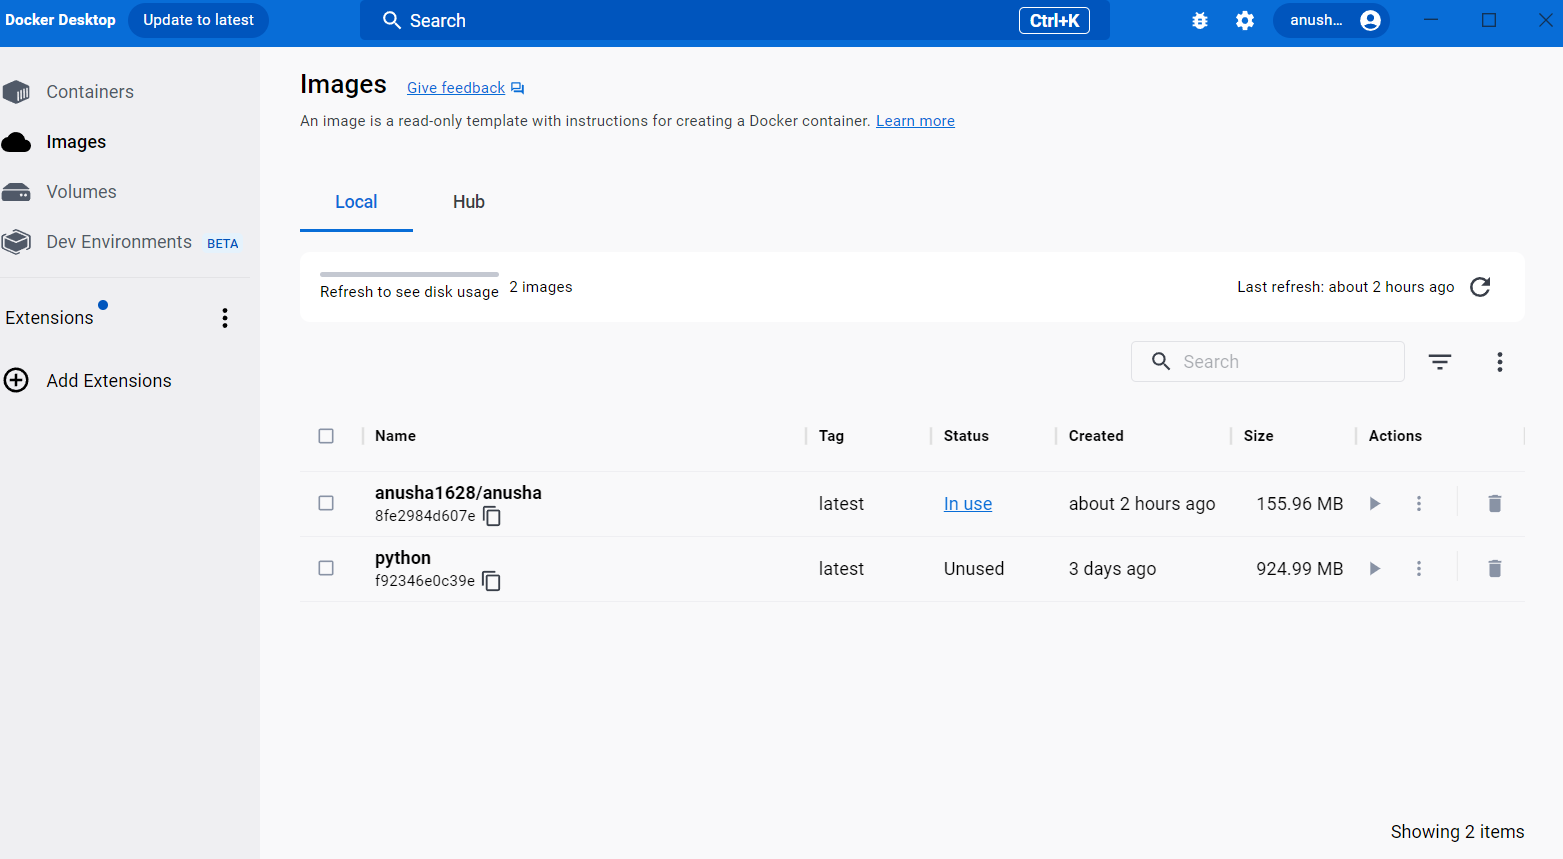 Docker Desktop Update to latest Search Ctrl+K anush...
Containers
Images
Volumes
Dev Environments BETA
Extensions
Add Extensions
Images Give feedback
An image is a read-only template with instructions for creating a Docker container. Learn more
Local Hub
Refresh to see disk usage 2 images Last refresh: about 2 hours ago
Search
Name Tag Status Created Size Actions
anusha1628/anusha
8fe2984d607e
latest In use about 2 hours ago 155.96 MB
python
f92346e0c39e
latest Unused 3 days ago 924.99 MB
Showing 2 items